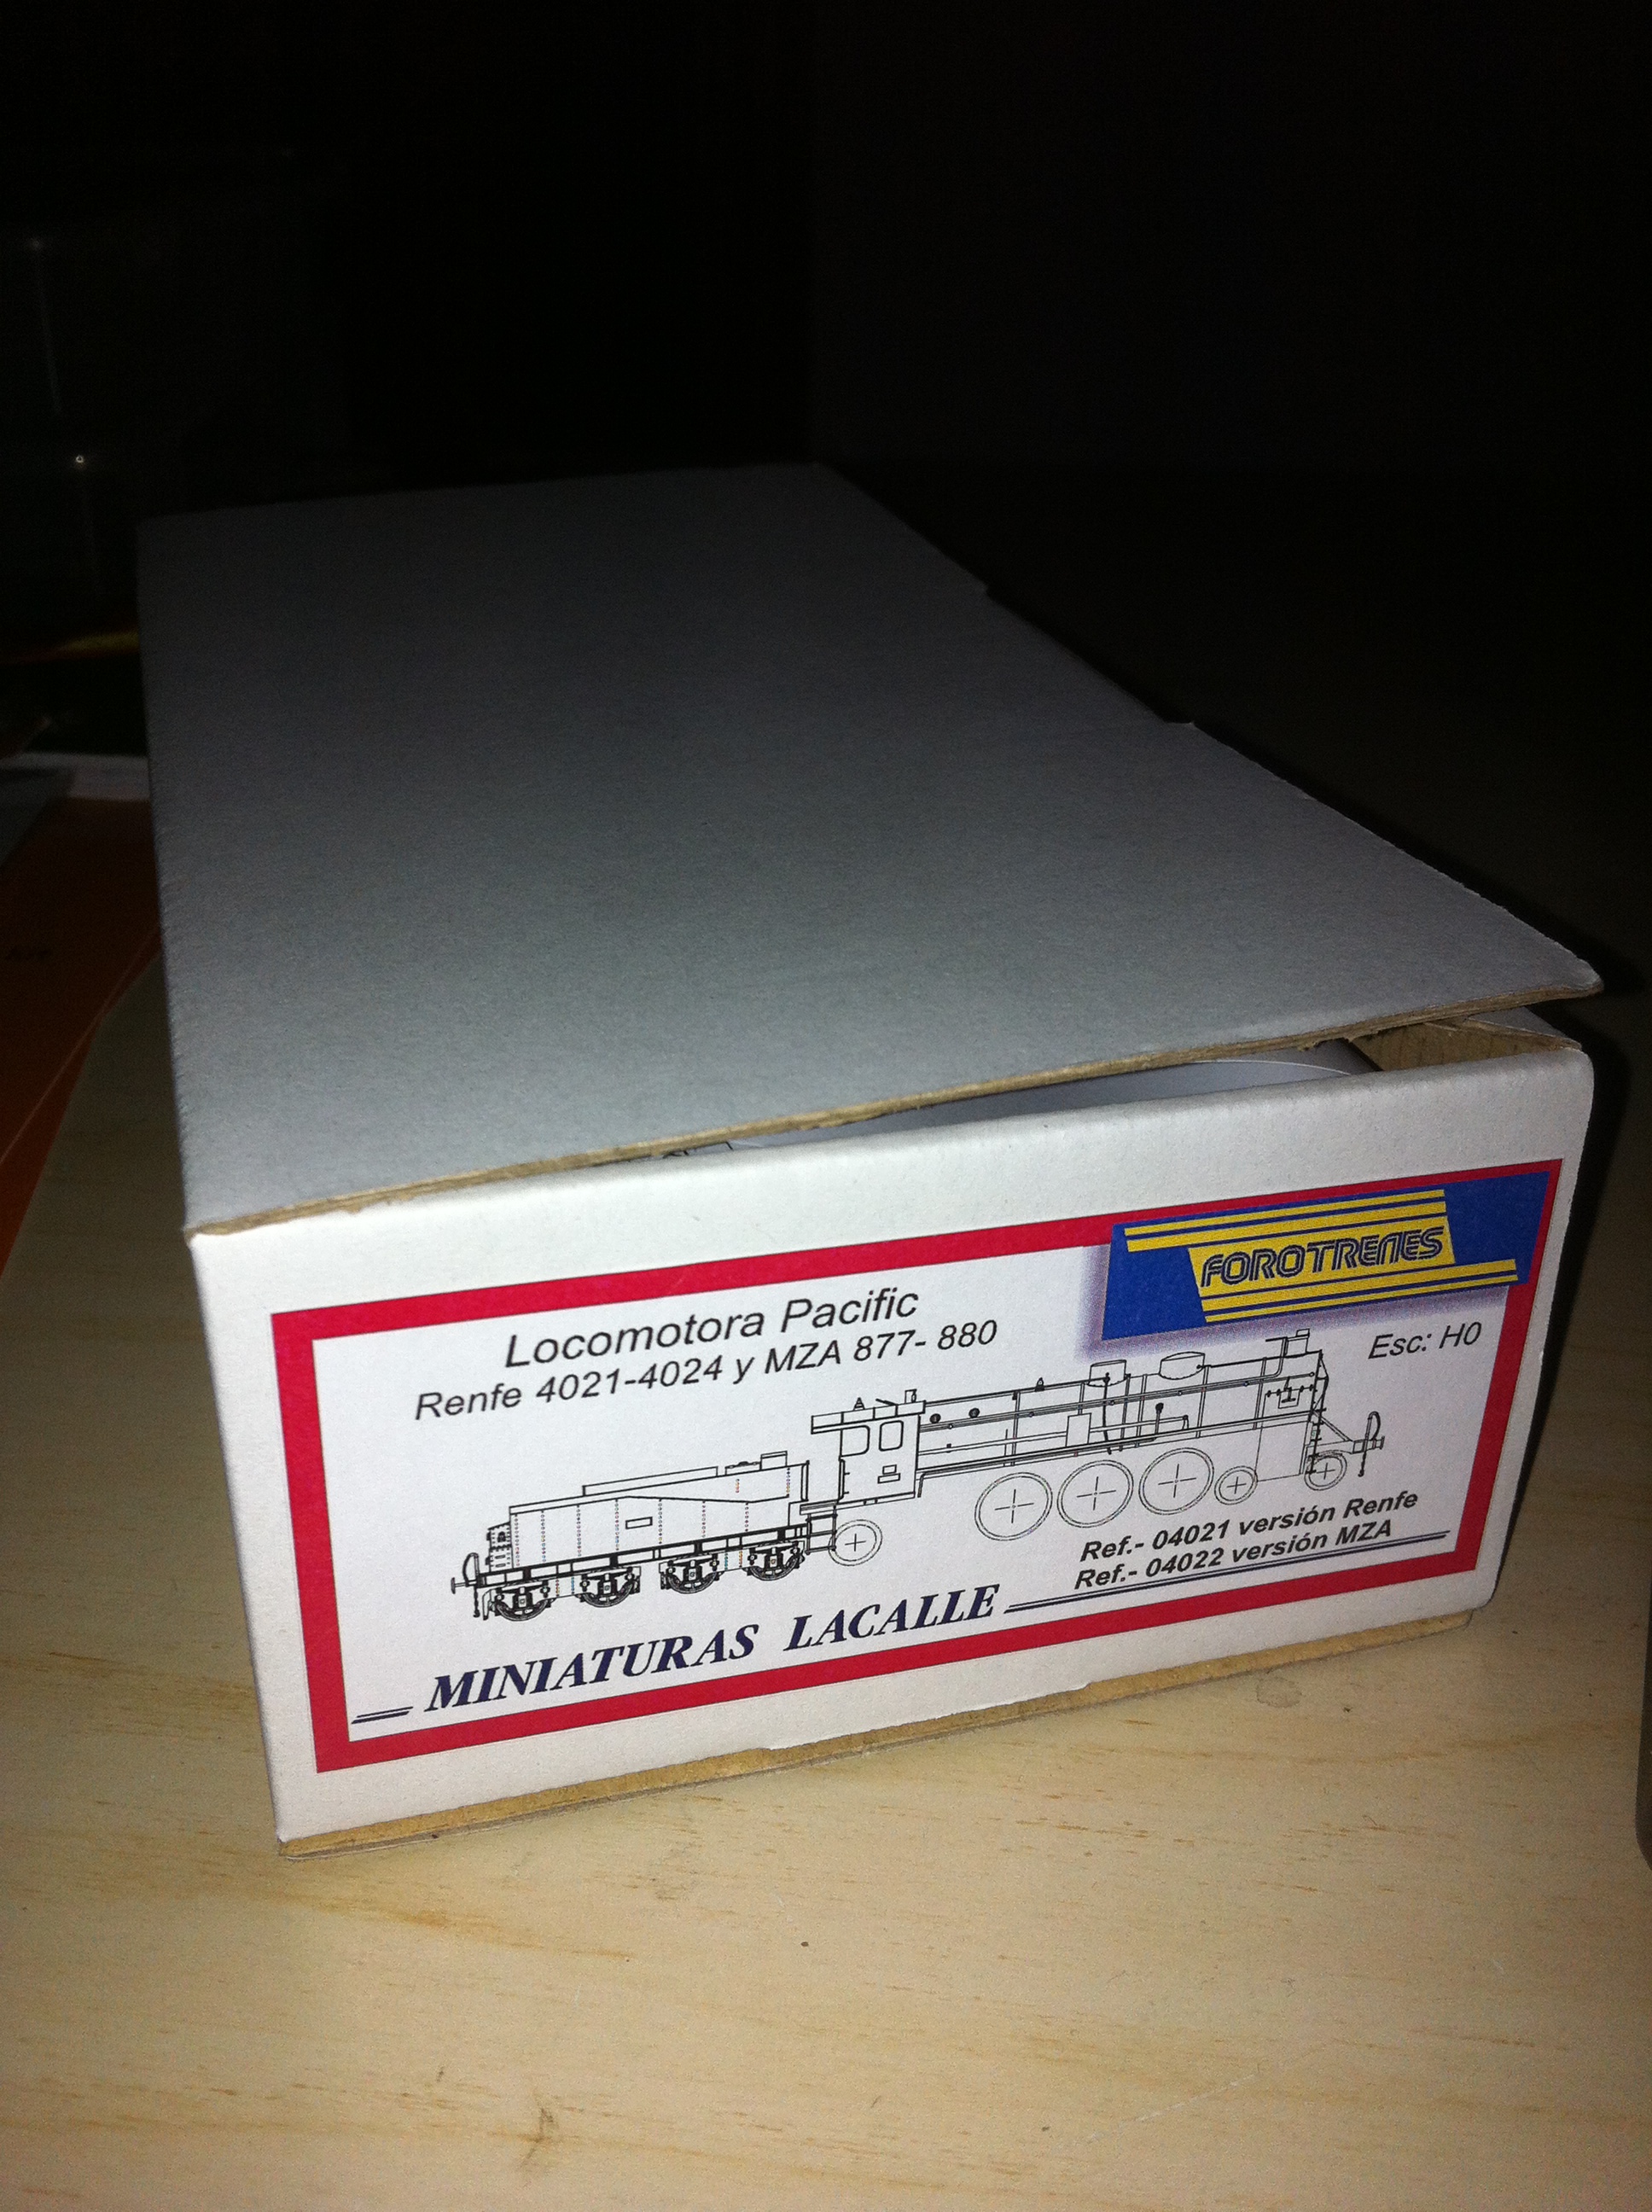 FOROTRENES
Locomotora Pacific
Renfe 4021-4024 y MZA 877- 880
Esc: H0
Ref.- 04021 versión Renfe
Ref.- 04022 versión MZA
MINIATURAS LACALLE